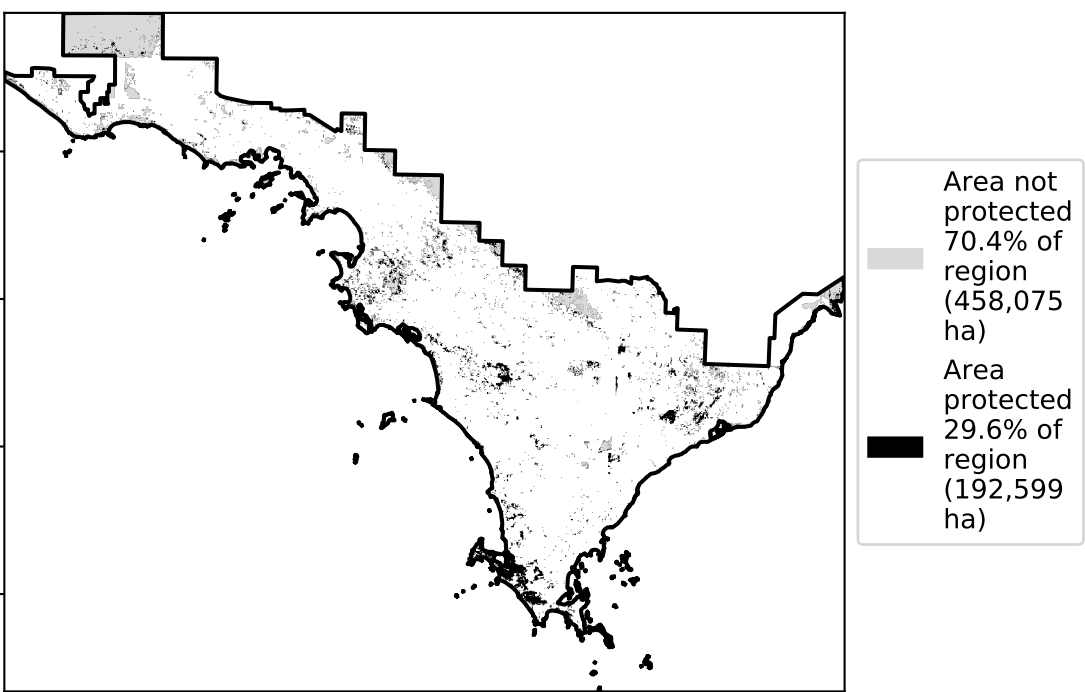 Area not
protected
70.4% of
region
(458,075
ha)
Area
protected
29.6% of
region
(192,599
ha)